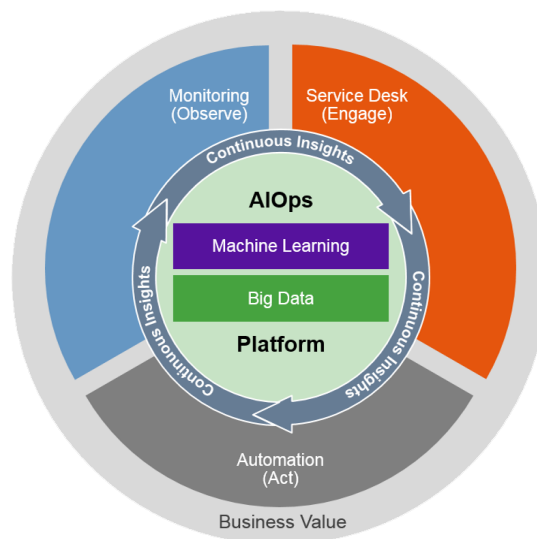 Monitoring
(Observe)
Service Desk
(Engage)
Continuous Insights
AIOps
Machine Learning
Big Data
Platform
Continuous Insights
Continuous Insights
Automation
(Act)
Business Value